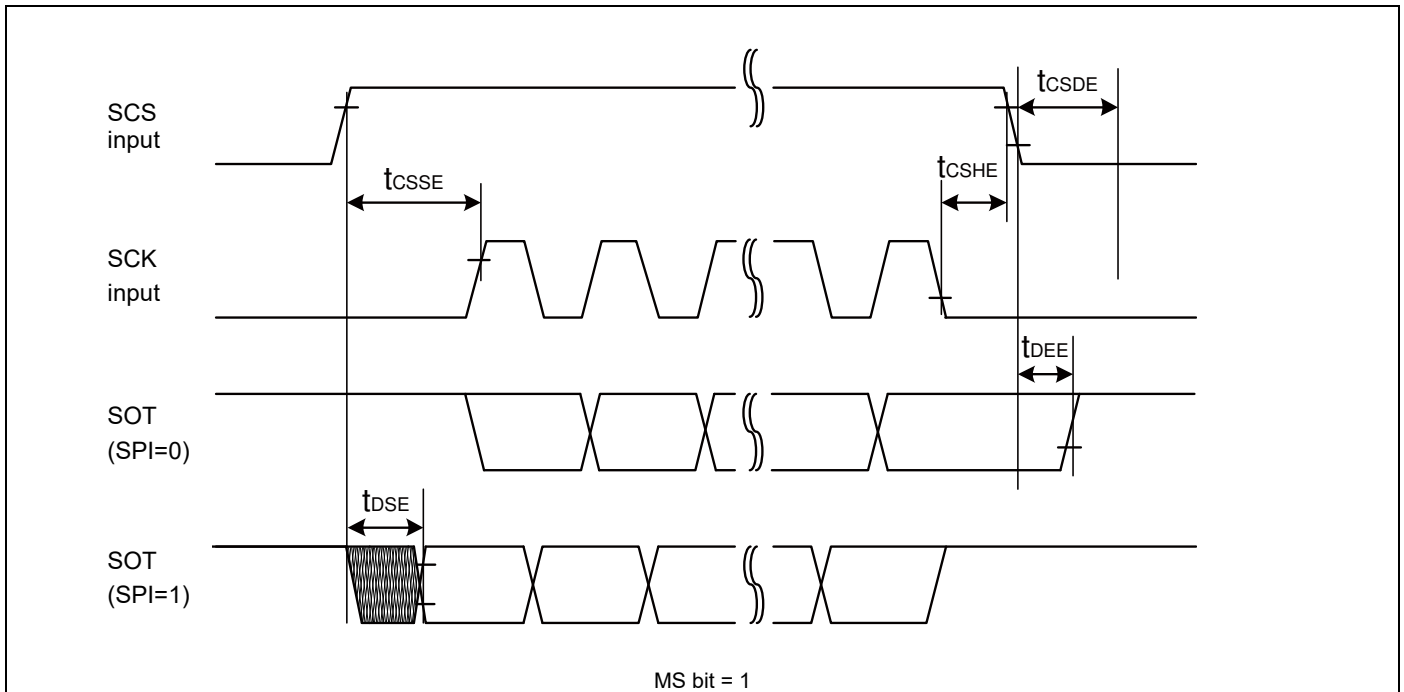 SCS
input
tCSDE
tCSSE
tCSHE
SCK
input
tDEE
SOT
(SPI=0)
tDSE
SOT
(SPI=1)
MS bit = 1